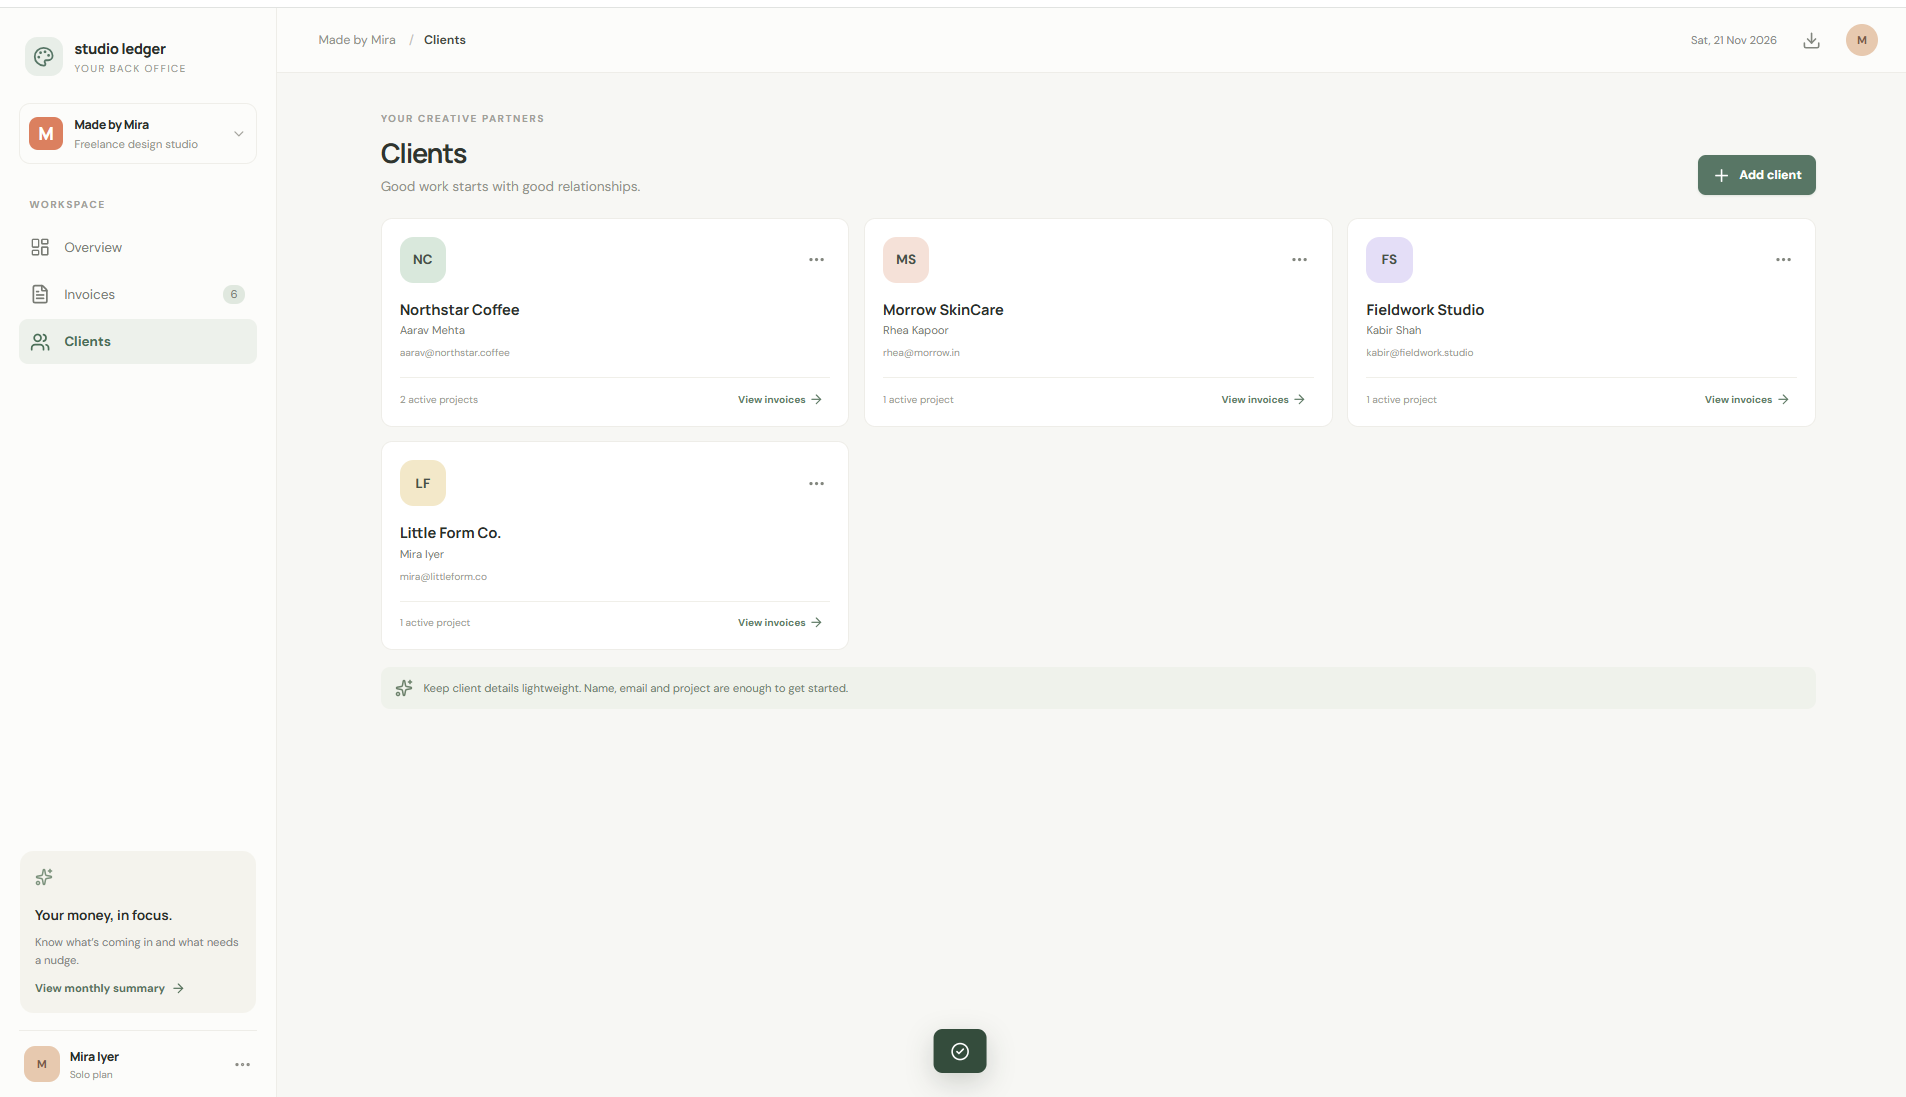 studio ledger
YOUR BACK OFFICE
M
Made by Mira
Freelance design studio
WORKSPACE
Overview
Invoices 6
Clients
Your money, in focus.
Know what's coming in and what needs
a nudge.
View monthly summary
M
Mira Iyer
Solo plan
Made by Mira / Clients
Sat, 21 Nov 2026
M
YOUR CREATIVE PARTNERS
Clients
Good work starts with good relationships.
Add client
NC
Northstar Coffee
Aarav Mehta
aarav@northstar.coffee
2 active projects
View invoices
MS
Morrow SkinCare
Rhea Kapoor
rhea@morrow.in
1 active project
View invoices
FS
Fieldwork Studio
Kabir Shah
kabir@fieldwork.studio
1 active project
View invoices
LF
Little Form Co.
Mira Iyer
mira@littleform.co
1 active project
View invoices
Keep client details lightweight. Name, email and project are enough to get started.